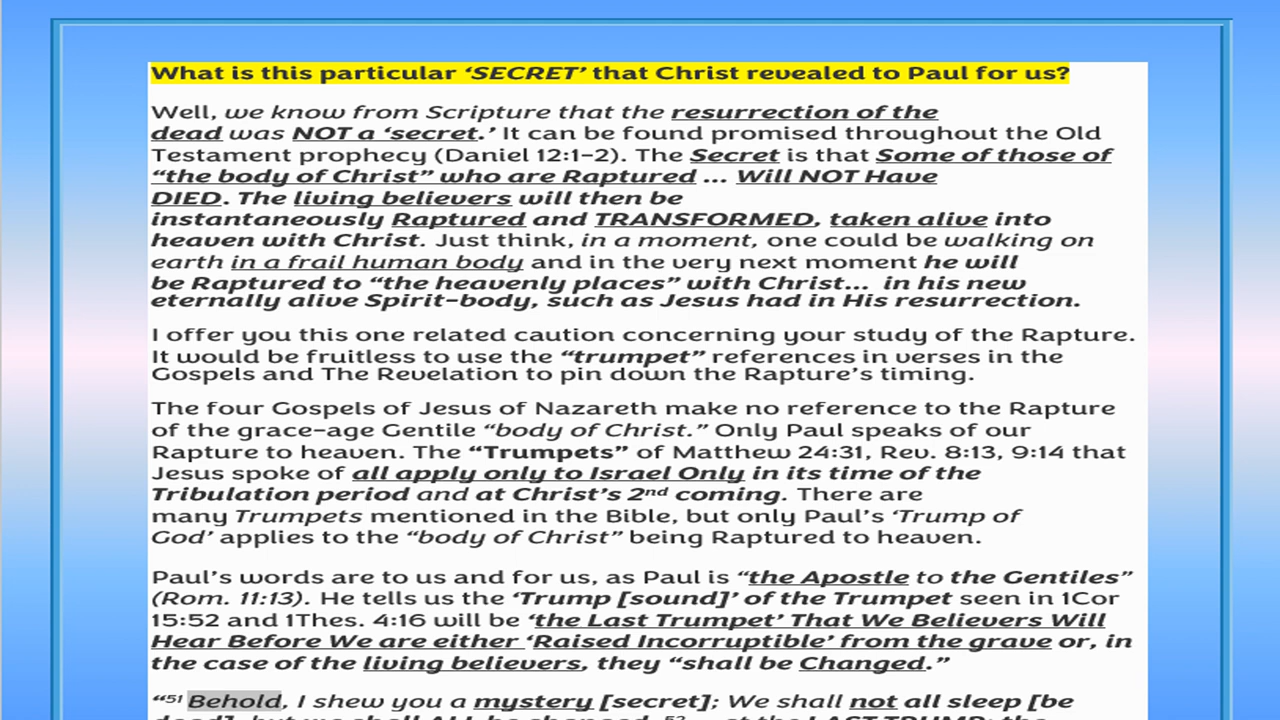 What is this particular ‘SECRET’ that Christ revealed to Paul for us?
Well, we know from Scripture that the resurrection of the
dead was NOT a ‘secret.’ It can be found promised throughout the Old
Testament prophecy (Daniel 12:1–2). The Secret is that Some of those of
“the body of Christ” who are Raptured ... Will NOT Have
DIED. The living believers will then be
instantaneously Raptured and TRANSFORMED, taken alive into
heaven with Christ. Just think, in a moment, one could be walking on
earth in a frail human body and in the very next moment he will
be Raptured to “the heavenly places” with Christ... in his new
eternally alive Spirit–body, such as Jesus had in His resurrection.
I offer you this one related caution concerning your study of the Rapture.
It would be fruitless to use the “trumpet” references in verses in the
Gospels and The Revelation to pin down the Rapture’s timing.
The four Gospels of Jesus of Nazareth make no reference to the Rapture
of the grace–age Gentile “body of Christ.” Only Paul speaks of our
Rapture to heaven. The “Trumpets” of Matthew 24:31, Rev. 8:13, 9:14 that
Jesus spoke of all apply only to Israel Only in its time of the
Tribulation period and at Christ’s 2nd coming. There are
many Trumpets mentioned in the Bible, but only Paul’s ‘Trump of
God’ applies to the “body of Christ” being Raptured to heaven.
Paul’s words are to us and for us, as Paul is “the Apostle to the Gentiles”
(Rom. 11:13). He tells us the ‘Trump [sound]’ of the Trumpet seen in 1Cor
15:52 and 1Thes. 4:16 will be ‘the Last Trumpet’ That We Believers Will
Hear Before We are either ‘Raised Incorruptible’ from the grave or, in
the case of the living believers, they “shall be Changed.”
“51 Behold, I shew you a mystery [secret]; We shall not all sleep [be
dead], but we shall ALL be changed, 52 ... at the LAST TRUMP: the